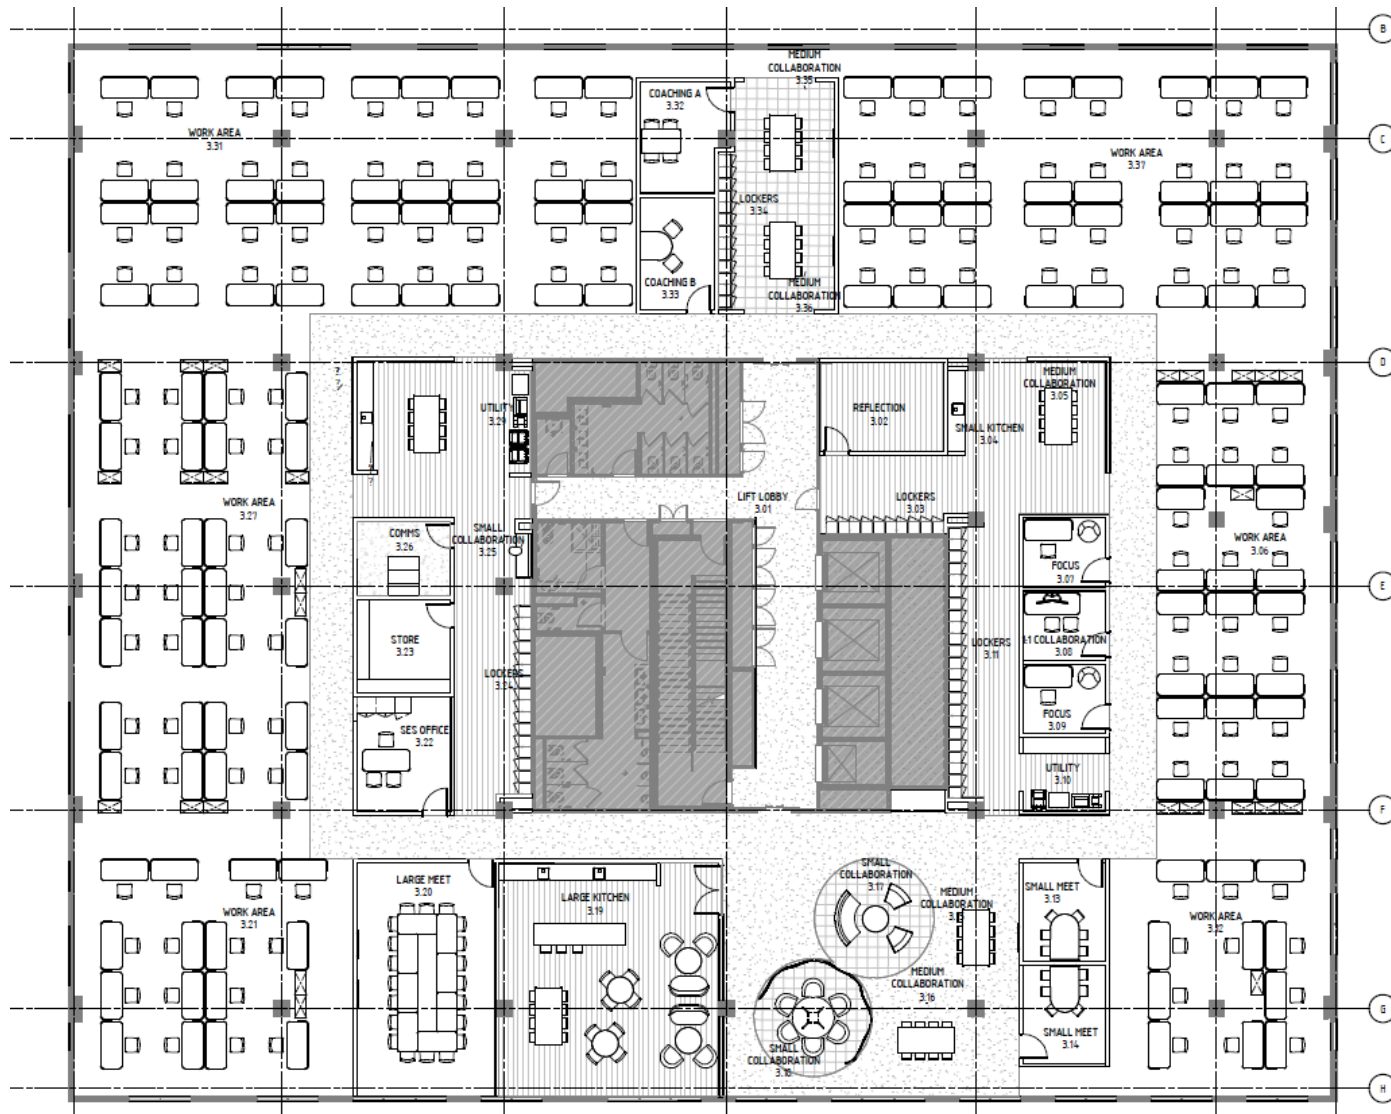 B
MEDIUM
COLLABORATION
3.35
COACHING A
3.32
WORK AREA
3.31
C
WORK AREA
3.37
LOCKERS
3.34
COACHING B
3.33
MEDIUM
COLLABORATION
3.36
D
?
?
UTILITY
3.29
REFLECTION
3.02
MEDIUM
COLLABORATION
3.05
SMALL KITCHEN
3.04
?
WORK AREA
3.27
LIFT LOBBY
3.01
LOCKERS
3.03
COMMS
3.26
SMALL
COLLABORATION
3.25
WORK AREA
3.06
FOCUS
3.07
E
STORE
3.23
LOCKERS
3.11
1:1 COLLABORATION
3.08
LOCKERS
3.24
SES OFFICE
3.22
FOCUS
3.09
UTILITY
3.10
F
LARGE MEET
3.20
SMALL
COLLABORATION
3.17
SMALL MEET
3.13
LARGE KITCHEN
3.19
MEDIUM
COLLABORATION
WORK AREA
3.21
WORK AREA
3.12
MEDIUM
COLLABORATION
3.16
G
SMALL MEET
3.14
SMALL
COLLABORATION
H